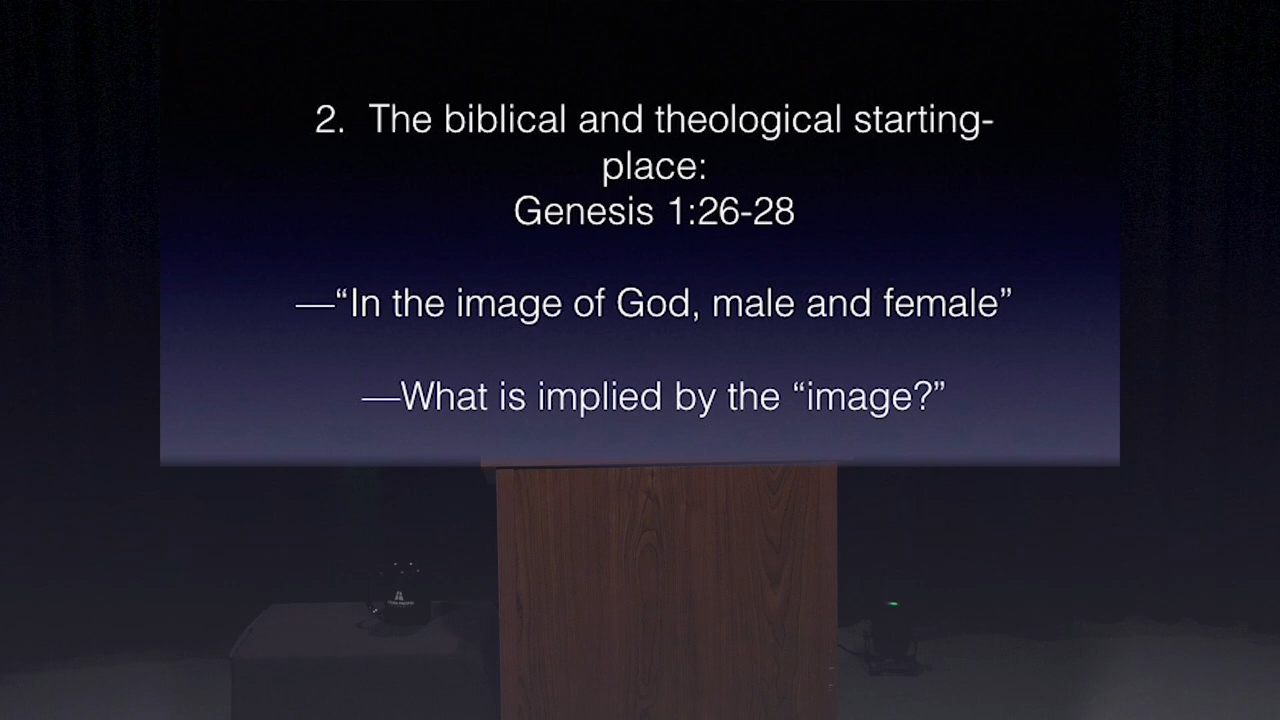 2. The biblical and theological starting-
place:
Genesis 1:26-28
—“In the image of God, male and female”
—What is implied by the “image?”